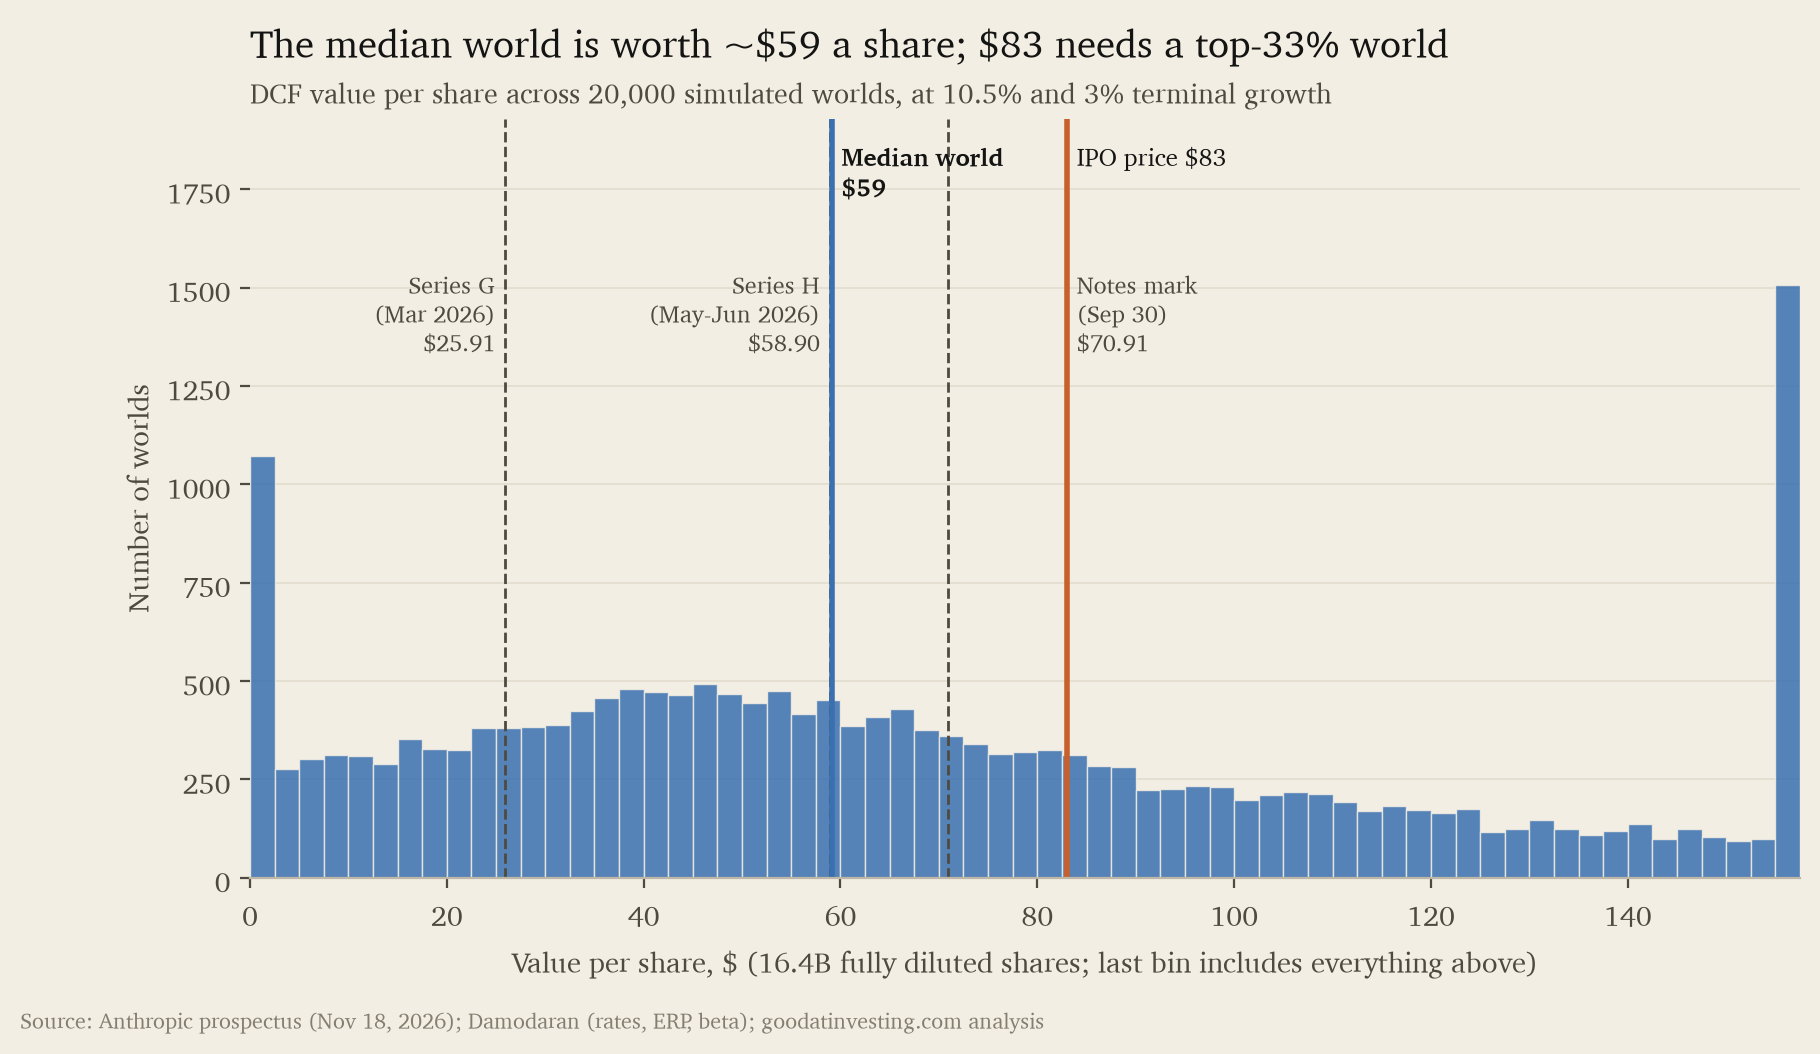 The median world is worth ~$59 a share; $83 needs a top-33% world
DCF value per share across 20,000 simulated worlds, at 10.5% and 3% terminal growth
Median world
$59
IPO price $83
Series G
(Mar 2026)
$25.91
Series H
(May-Jun 2026)
$58.90
Notes mark
(Sep 30)
$70.91
Number of worlds
1750
1500
1250
1000
750
500
250
0
0 20 40 60 80 100 120 140
Value per share, $ (16.4B fully diluted shares; last bin includes everything above)
Source: Anthropic prospectus (Nov 18, 2026); Damodaran (rates, ERP, beta); goodatinvesting.com analysis